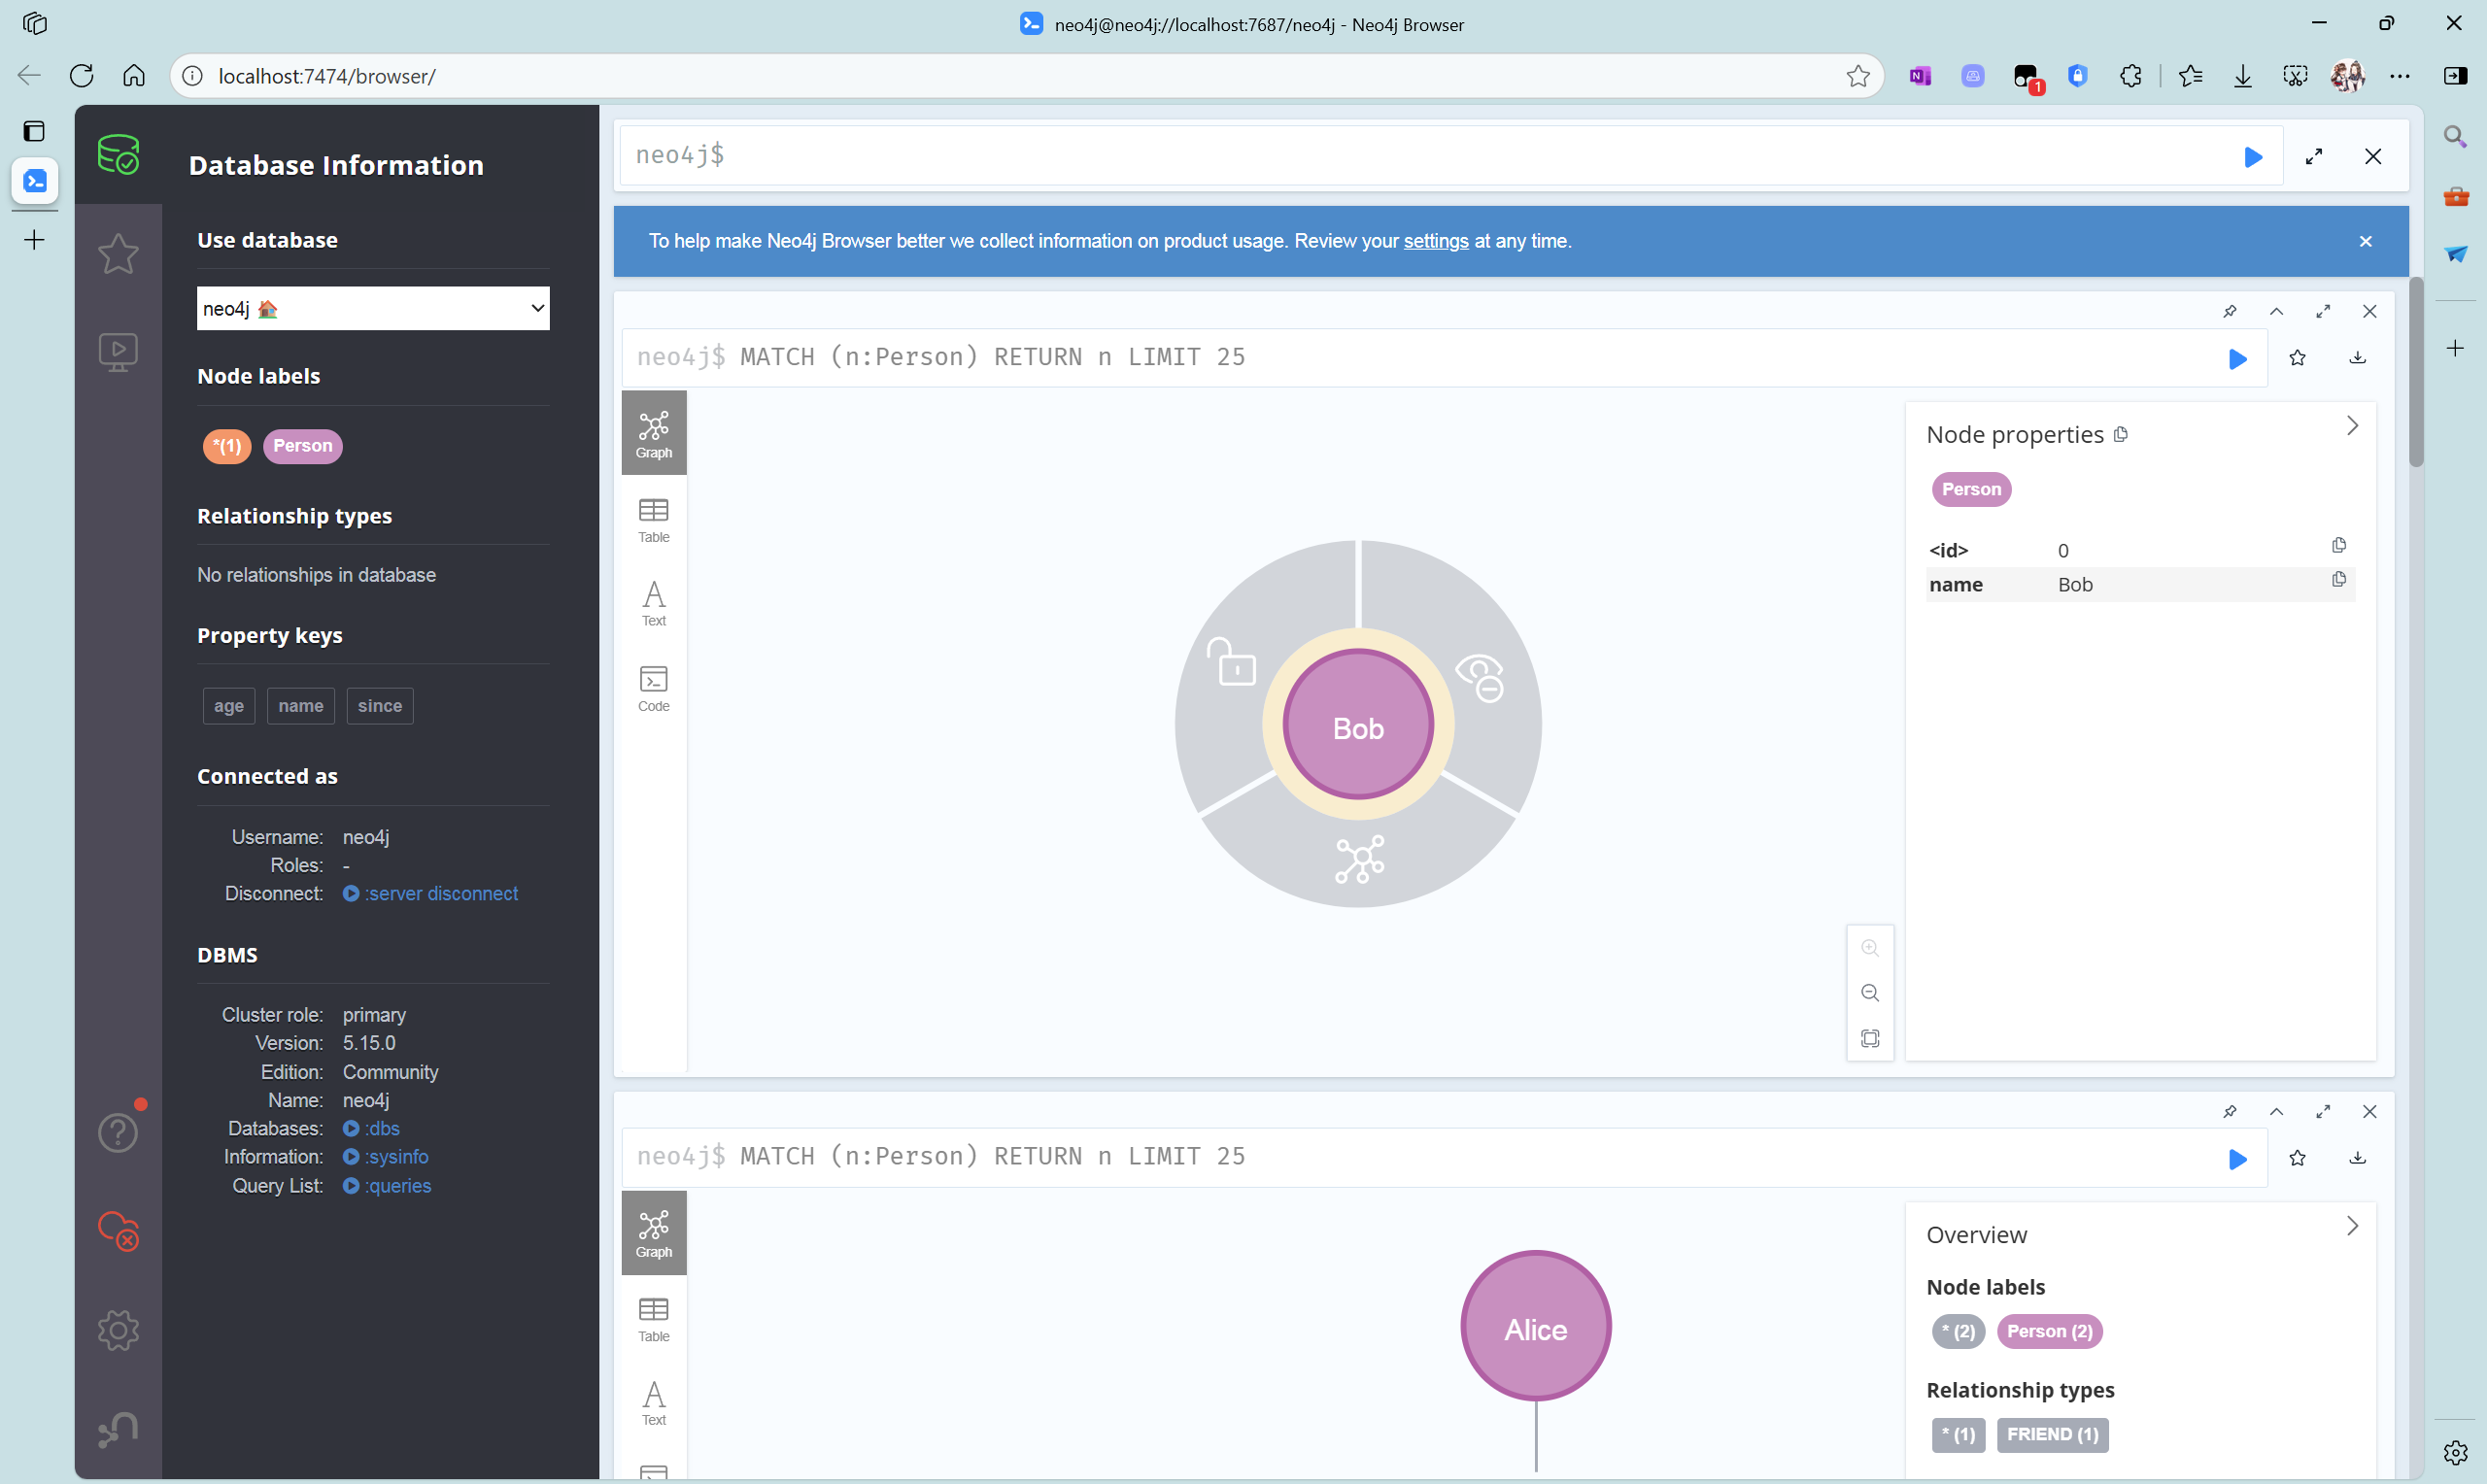 neo4j@neo4j://localhost:7687/neo4j - Neo4j Browser
localhost:7474/browser/
1
Database Information
Use database
neo4j
Node labels
*(1) Person
Relationship types
No relationships in database
Property keys
age name since
Connected as
Username: neo4j
Roles: -
Disconnect: :server disconnect
DBMS
Cluster role: primary
Version: 5.15.0
Edition: Community
Name: neo4j
Databases: :dbs
Information: :sysinfo
Query List: :queries
neo4j$
To help make Neo4j Browser better we collect information on product usage. Review your settings at any time.
neo4j$ MATCH (n:Person) RETURN n LIMIT 25
Graph
Table
Text
Code
Bob
Node properties
Person
<id> 0
name Bob
neo4j$ MATCH (n:Person) RETURN n LIMIT 25
Graph
Table
Text
Alice
Overview
Node labels
* (2) Person (2)
Relationship types
* (1) FRIEND (1)